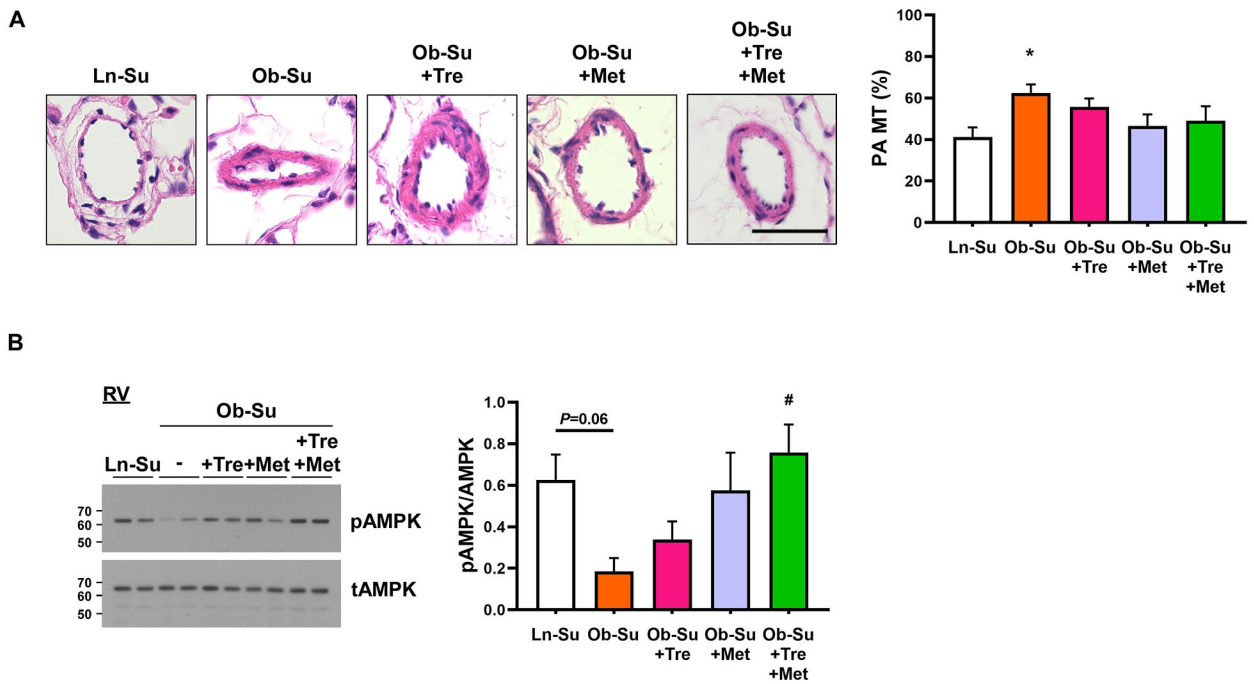 A
Ln-Su
Ob-Su
Ob-Su
+Tre
Ob-Su
+Met
Ob-Su
+Tre
+Met
PA MT (%)
100
80
60
40
20
0
*
Ln-Su
Ob-Su
Ob-Su
+Tre
Ob-Su
+Met
Ob-Su
+Tre
+Met
B
RV
Ob-Su
Ln-Su
-
+Tre
+Met
+Tre
+Met
70
60
50
pAMPK
70
60
50
tAMPK
pAMPK/AMPK
1.0
0.8
0.6
0.4
0.2
0.0
P=0.06
#
Ln-Su
Ob-Su
Ob-Su
+Tre
Ob-Su
+Met
Ob-Su
+Tre
+Met